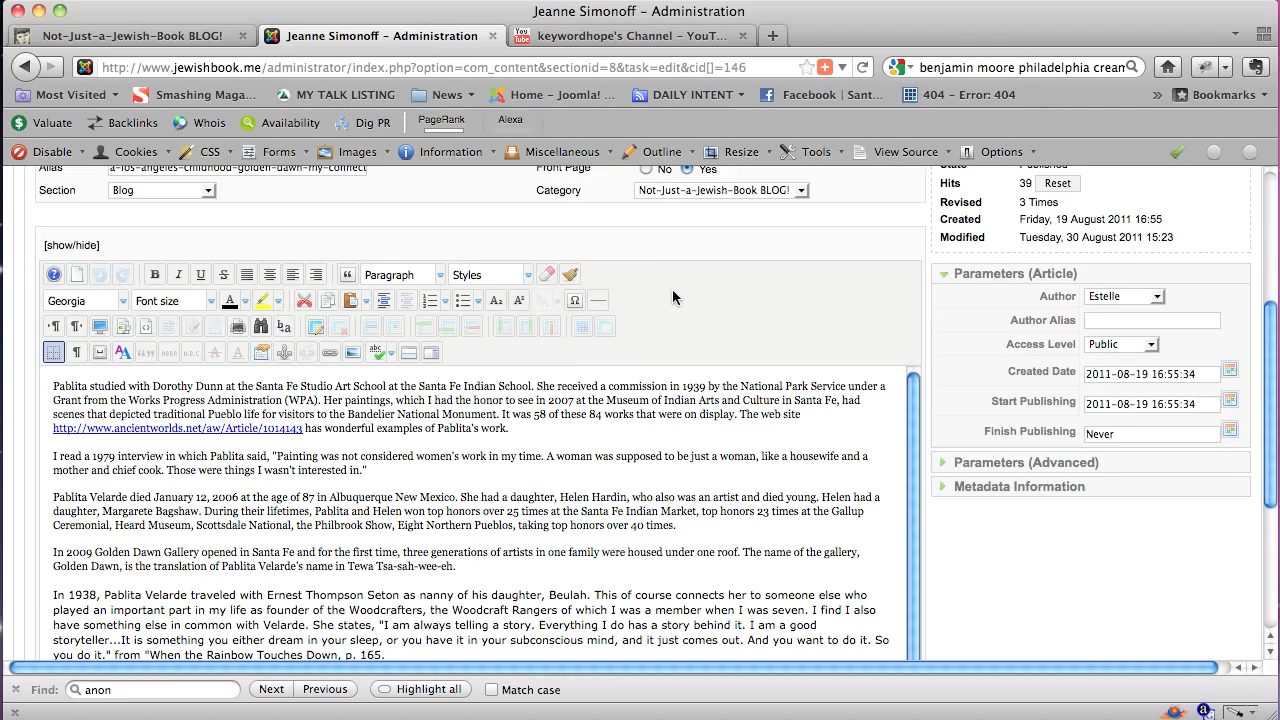 Jeanne Simonoff - Administration
Not-Just-a-Jewish-Book BLOG!
Jeanne Simonoff - Administration
You Tube
keywordhope's Channel - YouT...
http://www.jewishbook.me/administrator/index.php?option=com_content&sectionid=8&task=edit&cid[]=146
benjamin moore philadelphia cream
Most Visited
Smashing Maga...
MY TALK LISTING
News
Home - Joomla! ...
DAILY INTENT
Facebook | Sant...
404 - Error: 404
Bookmarks
Valuate
Backlinks
Whois
Availability
Dig PR
PageRank
Alexa
Disable
Cookies
CSS
Forms
Images
Information
Miscellaneous
Outline
Resize
Tools
View Source
Options
Alias
a-los-angeles-childhood-golden-dawn-my-connect
Front Page
No
Yes
Section
Blog
Category
Not-Just-a-Jewish-Book BLOG!
State
Published
Hits
39
Reset
Revised
3 Times
Created
Friday, 19 August 2011 16:55
Modified
Tuesday, 30 August 2011 15:23
[show/hide]
Paragraph
Styles
Georgia
Font size
Parameters (Article)
Author
Estelle
Author Alias
Access Level
Public
Created Date
2011-08-19 16:55:34
Start Publishing
2011-08-19 16:55:34
Finish Publishing
Never
Parameters (Advanced)
Metadata Information
Pablita studied with Dorothy Dunn at the Santa Fe Studio Art School at the Santa Fe Indian School. She received a commission in 1939 by the National Park Service under a
Grant from the Works Progress Administration (WPA). Her paintings, which I had the honor to see in 2007 at the Museum of Indian Arts and Culture in Santa Fe, had
scenes that depicted traditional Pueblo life for visitors to the Bandelier National Monument. It was 58 of these 84 works that were on display. The web site
http://www.ancientworlds.net/aw/Article/1014143 has wonderful examples of Pablita's work.
I read a 1979 interview in which Pablita said, "Painting was not considered women's work in my time. A woman was supposed to be just a woman, like a housewife and a
mother and chief cook. Those were things I wasn't interested in."
Pablita Velarde died January 12, 2006 at the age of 87 in Albuquerque New Mexico. She had a daughter, Helen Hardin, who also was an artist and died young. Helen had a
daughter, Margarete Bagshaw. During their lifetimes, Pablita and Helen won top honors over 25 times at the Santa Fe Indian Market, top honors 23 times at the Gallup
Ceremonial, Heard Museum, Scottsdale National, the Philbrook Show, Eight Northern Pueblos, taking top honors over 40 times.
In 2009 Golden Dawn Gallery opened in Santa Fe and for the first time, three generations of artists in one family were housed under one roof. The name of the gallery,
Golden Dawn, is the translation of Pablita Velarde's name in Tewa Tsa-sah-wee-eh.
In 1938, Pablita Velarde traveled with Ernest Thompson Seton as nanny of his daughter, Beulah. This of course connects her to someone else who
played an important part in my life as founder of the Woodcrafters, the Woodcraft Rangers of which I was a member when I was seven. I find I also
have something else in common with Velarde. She states, "I am always telling a story. Everything I do has a story behind it. I am a good
storyteller...It is something you either dream in your sleep, or you have it in your subconscious mind, and it just comes out. And you want to do it. So
you do it." from "When the Rainbow Touches Down, p. 165.
Find:
anon
Next
Previous
Highlight all
Match case